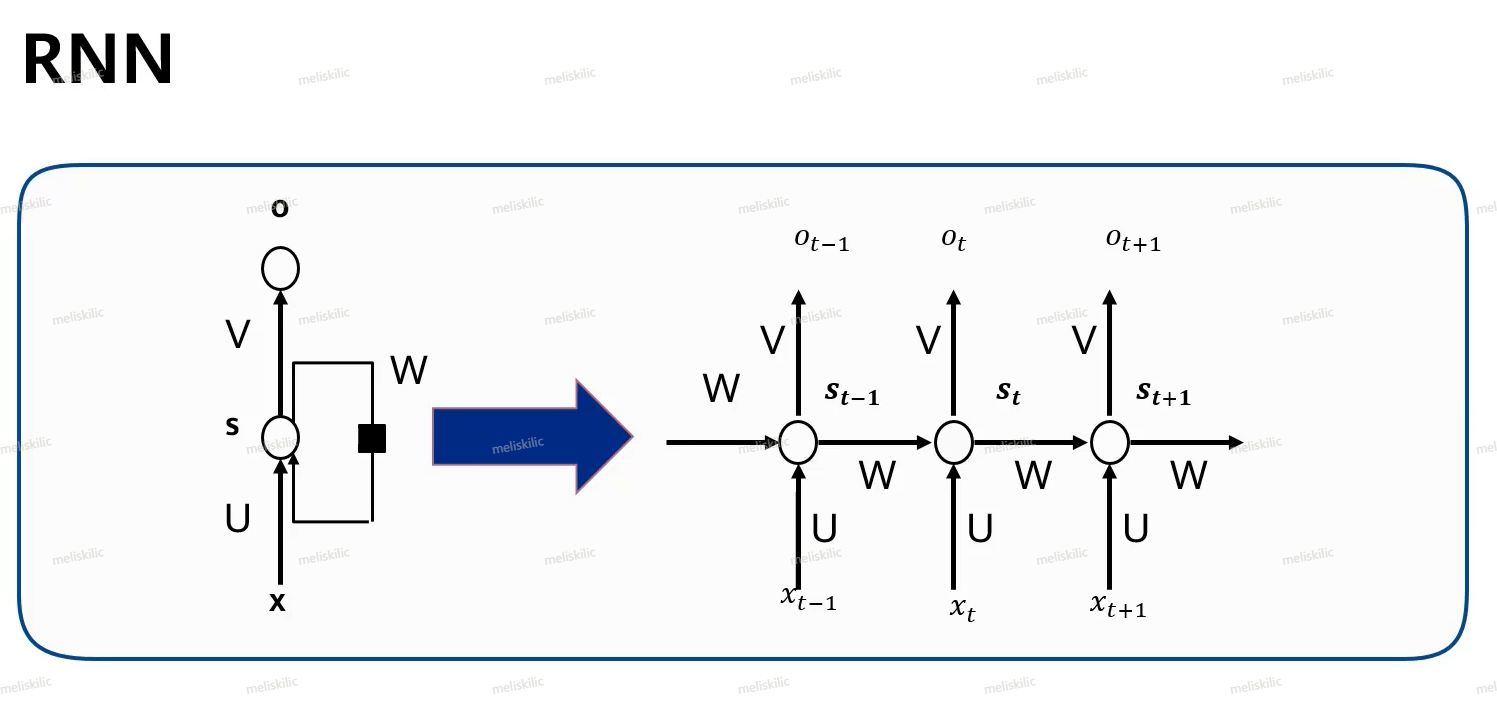 RNN
o
V
W
s
U
x
o_{t-1} o_t o_{t+1}
V V V
W s_{t-1} s_t s_{t+1}
W W W
U U U
x_{t-1} x_t x_{t+1}
meliskilic